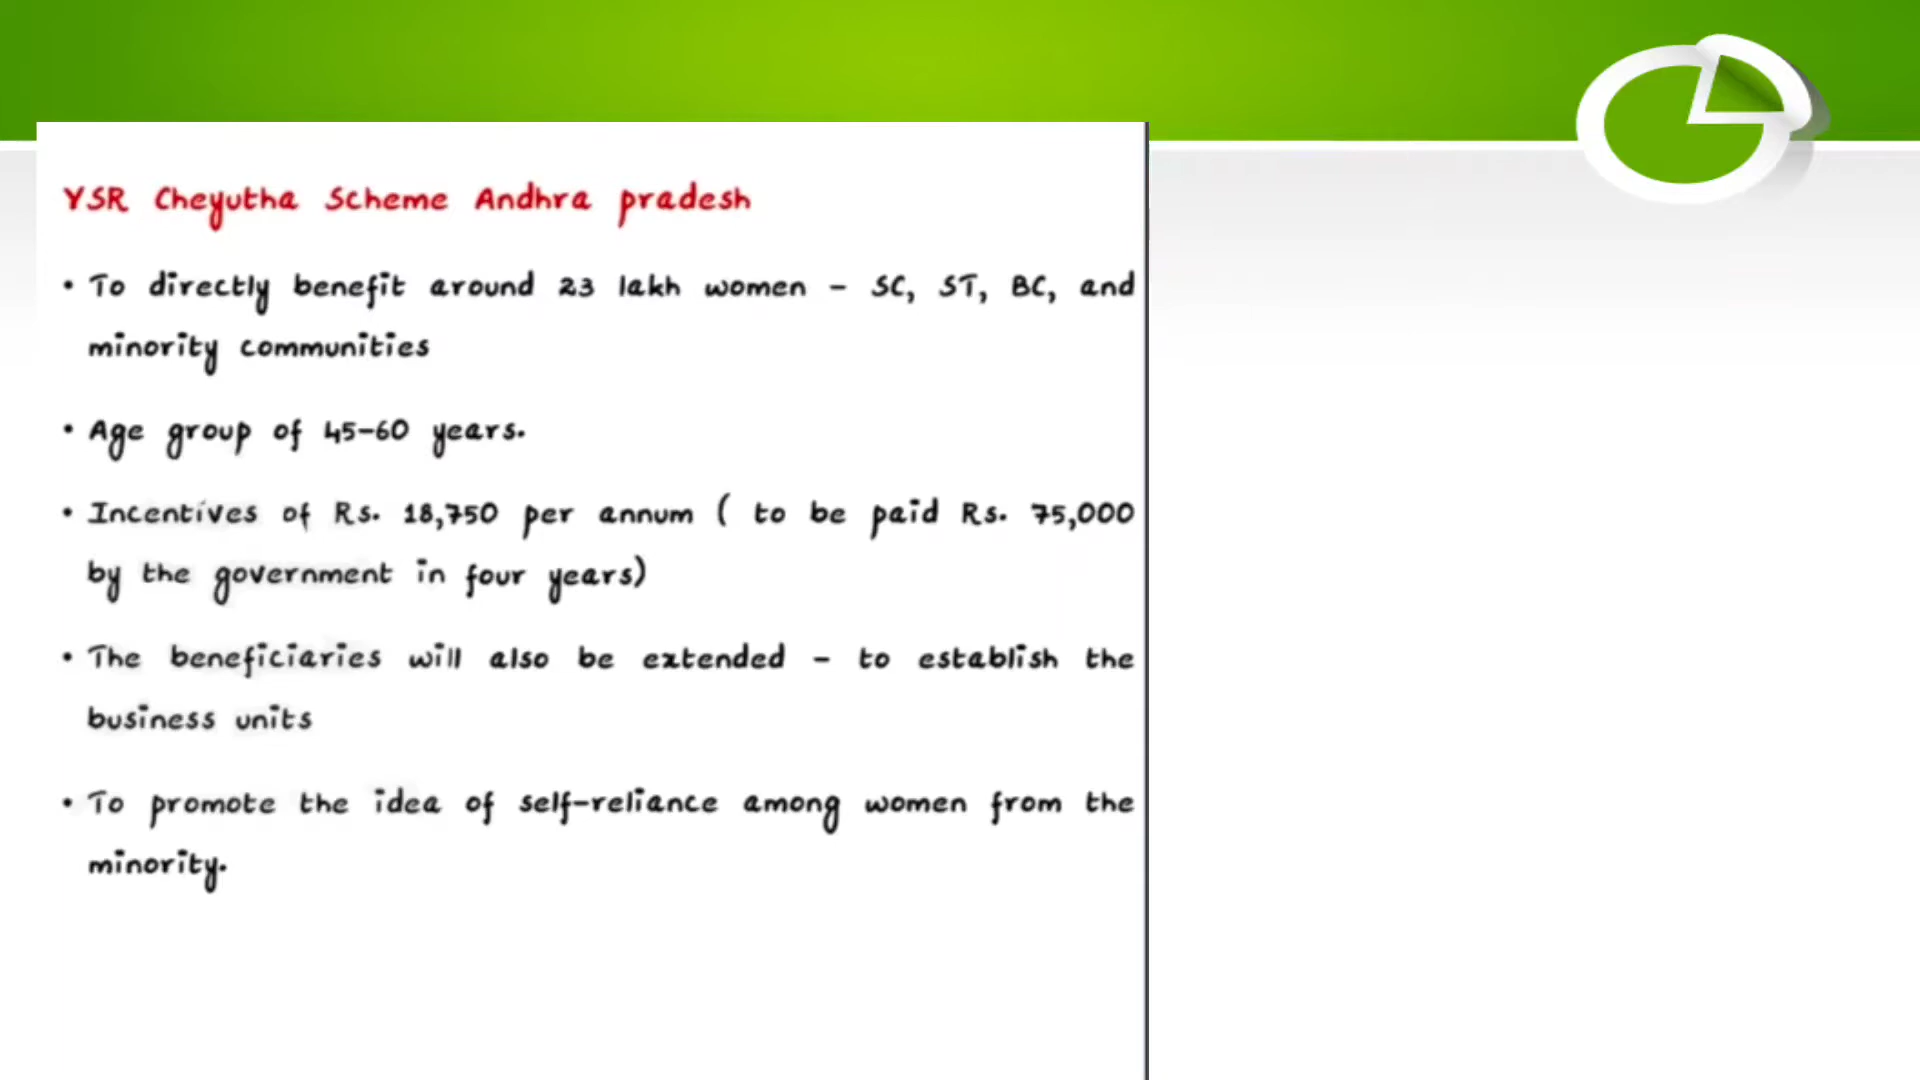 YSR Cheyutha Scheme Andhra pradesh
• To directly benefit around 23 lakh women – SC, ST, BC, and
minority communities
• Age group of 45–60 years.
• Incentives of Rs. 18,750 per annum ( to be paid Rs. 75,000
by the government in four years)
• The beneficiaries will also be extended – to establish the
business units
• To promote the idea of self-reliance among women from the
minority.